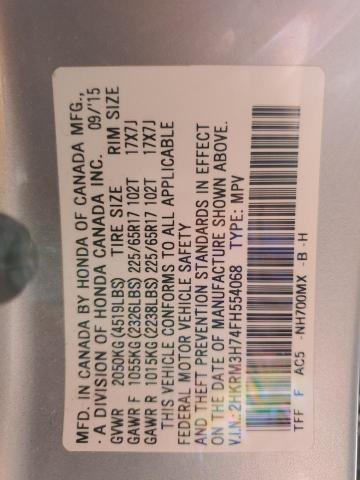 MFD. IN CANADA BY HONDA OF CANADA MFG.,
· A DIVISION OF HONDA CANADA INC. 09/'15
GVWR 2050KG (4519LBS) TIRE SIZE RIM SIZE
GAWR F 1055KG (2326LBS) 225/65R17 102T 17X7J
GAWR R 1015KG (2238LBS) 225/65R17 102T 17X7J
THIS VEHICLE CONFORMS TO ALL APPLICABLE
FEDERAL MOTOR VEHICLE SAFETY
AND THEFT PREVENTION STANDARDS IN EFFECT
ON THE DATE OF MANUFACTURE SHOWN ABOVE.
V.I.N.: 2HKRM3H74FH554068 TYPE: MPV
TFF F AC5 -NH700MX -B -H